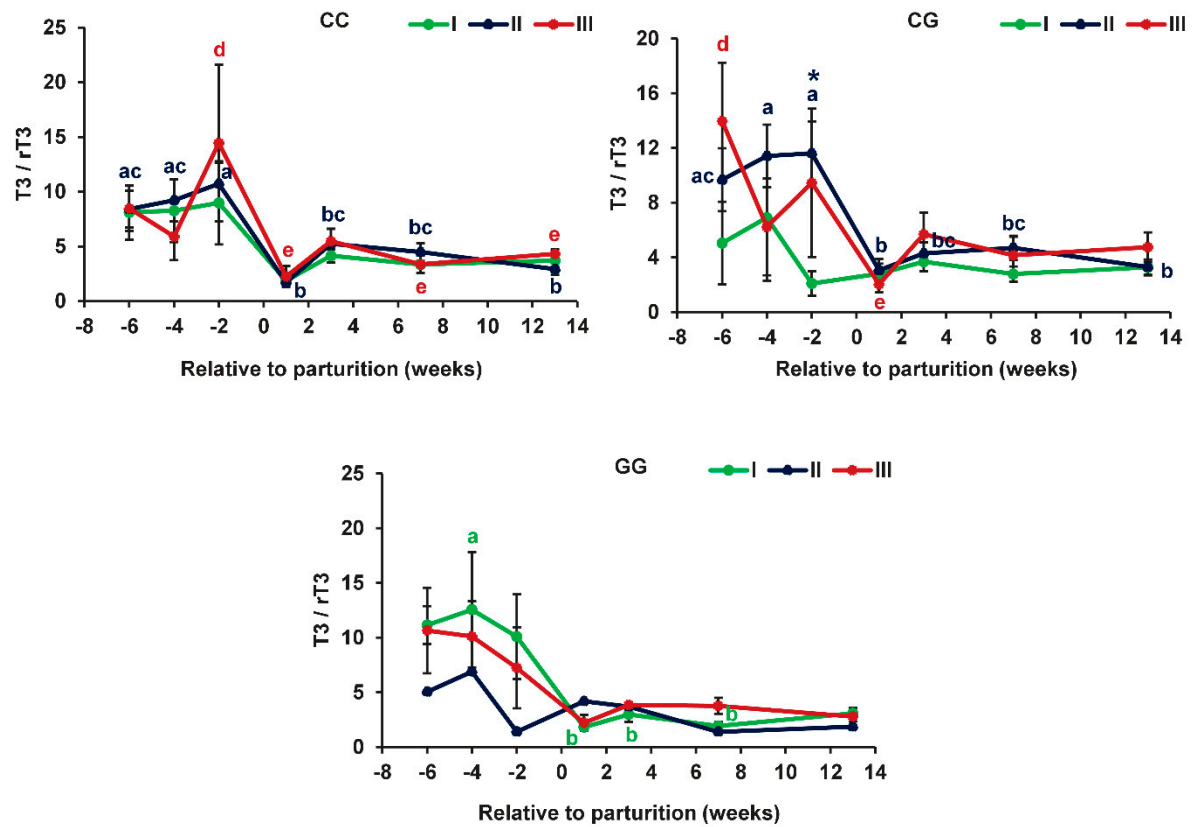 CC I II III
25
20
15
10
5
0
T3 / rT3
d
ac ac a
e bc bc e
b e b
-8 -6 -4 -2 0 2 4 6 8 10 12 14
Relative to parturition (weeks)
CG I II III
20
16
12
8
4
0
T3 / rT3
d
*
a a
ac
b bc bc
e b
-8 -6 -4 -2 0 2 4 6 8 10 12 14
Relative to parturition (weeks)
GG I II III
25
20
15
10
5
0
T3 / rT3
a
b b b
-8 -6 -4 -2 0 2 4 6 8 10 12 14
Relative to parturition (weeks)